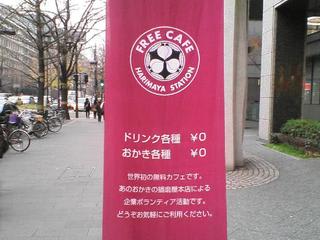 FREE CAFE
HARIMAYA STATION
ドリンク各種 ¥0
おかき各種 ¥0
世界初の無料カフェです。
あのおかきの播磨屋本店による
企業ボランティア活動です。
どうぞお気軽にご利用ください。